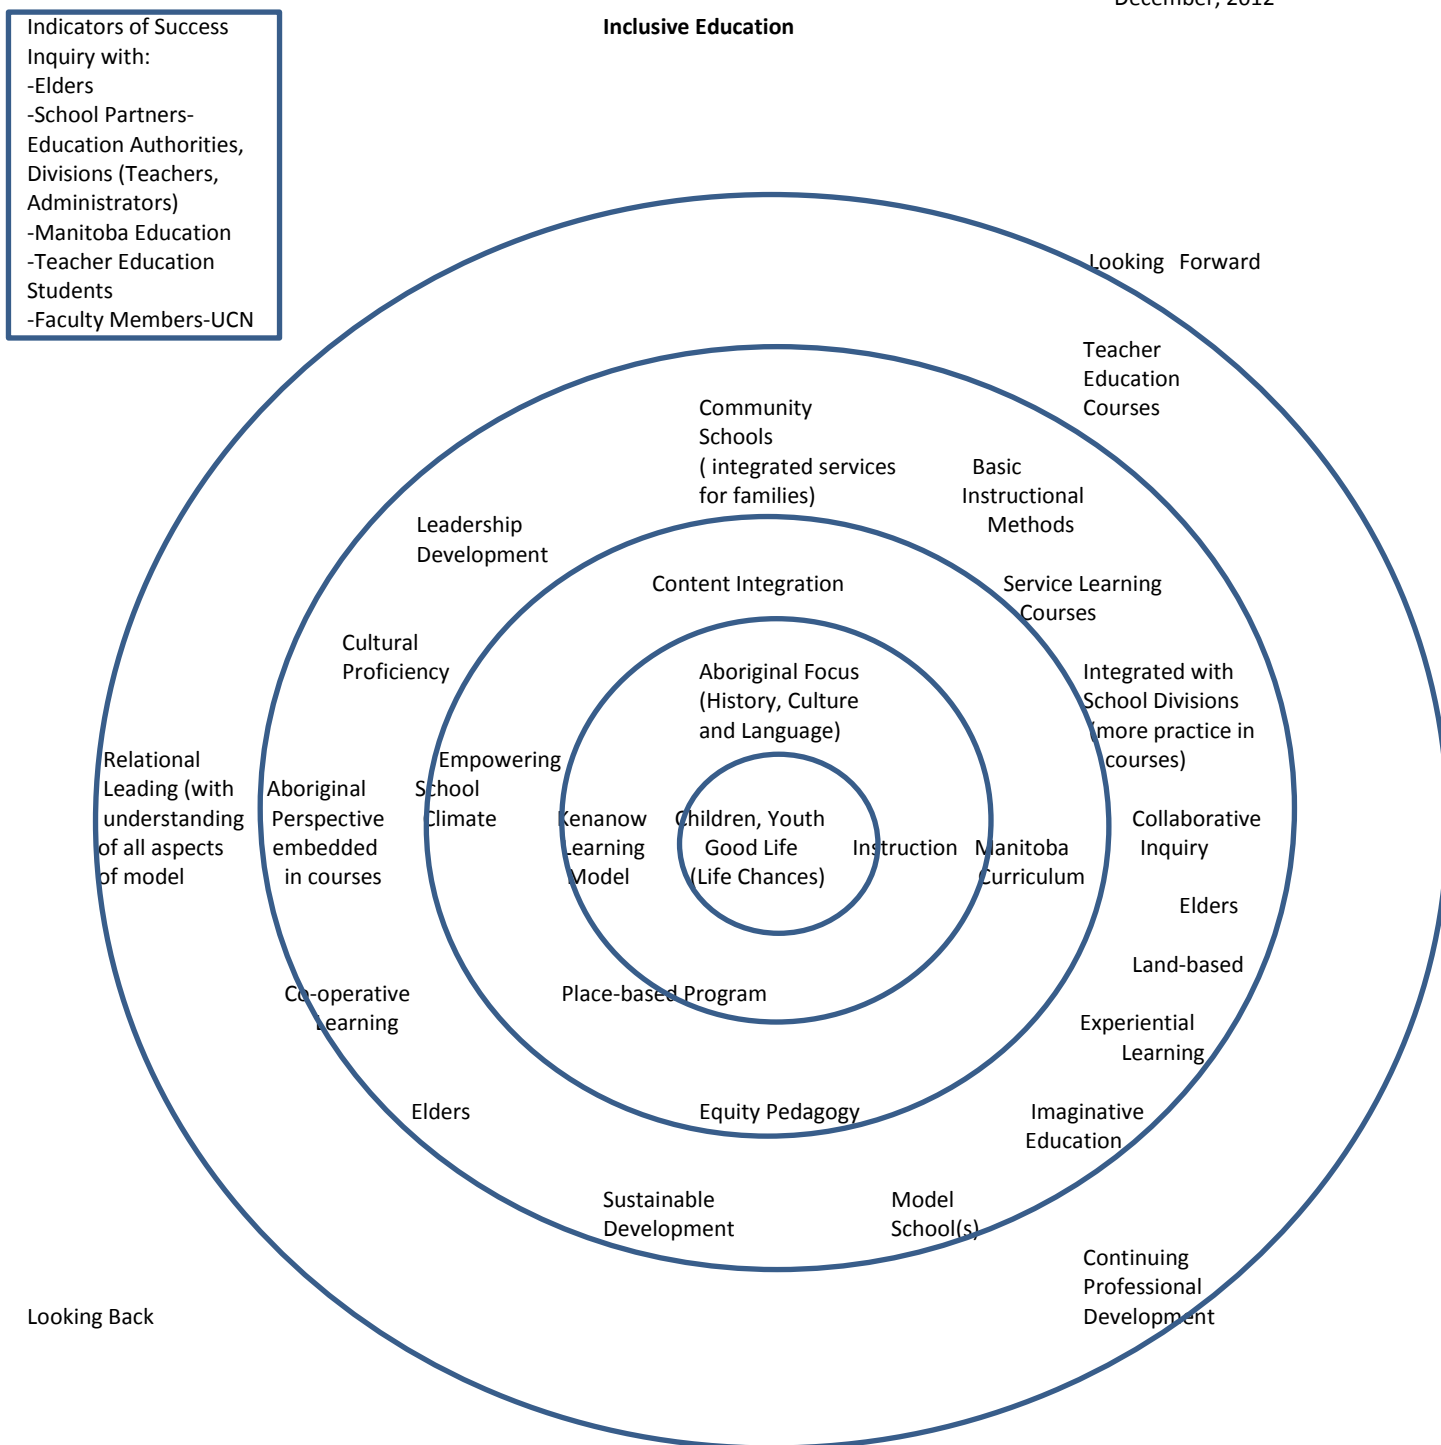 December, 2012
Inclusive Education
Indicators of Success
Inquiry with:
-Elders
-School Partners-
Education Authorities,
Divisions (Teachers,
Administrators)
-Manitoba Education
-Teacher Education
Students
-Faculty Members-UCN
Looking Forward
Teacher
Education
Courses
Community
Schools
( integrated services
for families)
Basic
Instructional
Methods
Leadership
Development
Content Integration
Service Learning
Courses
Cultural
Proficiency
Aboriginal Focus
(History, Culture
and Language)
Integrated with
School Divisions
(more practice in
courses)
Relational
Leading (with
understanding
of all aspects
of model
Aboriginal
Perspective
embedded
in courses
Empowering
School
Climate
Kenanow
Learning
Model
Children, Youth
Good Life
(Life Chances)
Instruction
Manitoba
Curriculum
Collaborative
Inquiry
Elders
Land-based
Co-operative
Learning
Place-based Program
Experiential
Learning
Elders
Equity Pedagogy
Imaginative
Education
Sustainable
Development
Model
School(s)
Continuing
Professional
Development
Looking Back